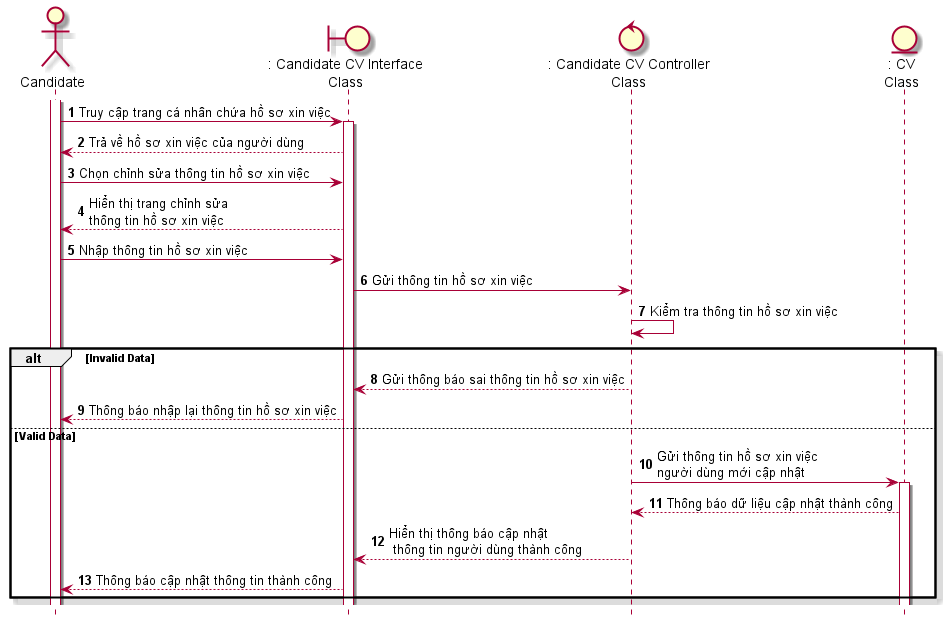 Candidate
: Candidate CV Interface
Class
: Candidate CV Controller
Class
: CV
Class
1 Truy cập trang cá nhân chứa hồ sơ xin việc
2 Trả về hồ sơ xin việc của người dùng
3 Chọn chỉnh sửa thông tin hồ sơ xin việc
4 Hiển thị trang chỉnh sửa
thông tin hồ sơ xin việc
5 Nhập thông tin hồ sơ xin việc
6 Gửi thông tin hồ sơ xin việc
7 Kiểm tra thông tin hồ sơ xin việc
alt [Invalid Data]
8 Gửi thông báo sai thông tin hồ sơ xin việc
9 Thông báo nhập lại thông tin hồ sơ xin việc
[Valid Data]
10 Gửi thông tin hồ sơ xin việc
người dùng mới cập nhật
11 Thông báo dữ liệu cập nhật thành công
12 Hiển thị thông báo cập nhật
thông tin người dùng thành công
13 Thông báo cập nhật thông tin thành công